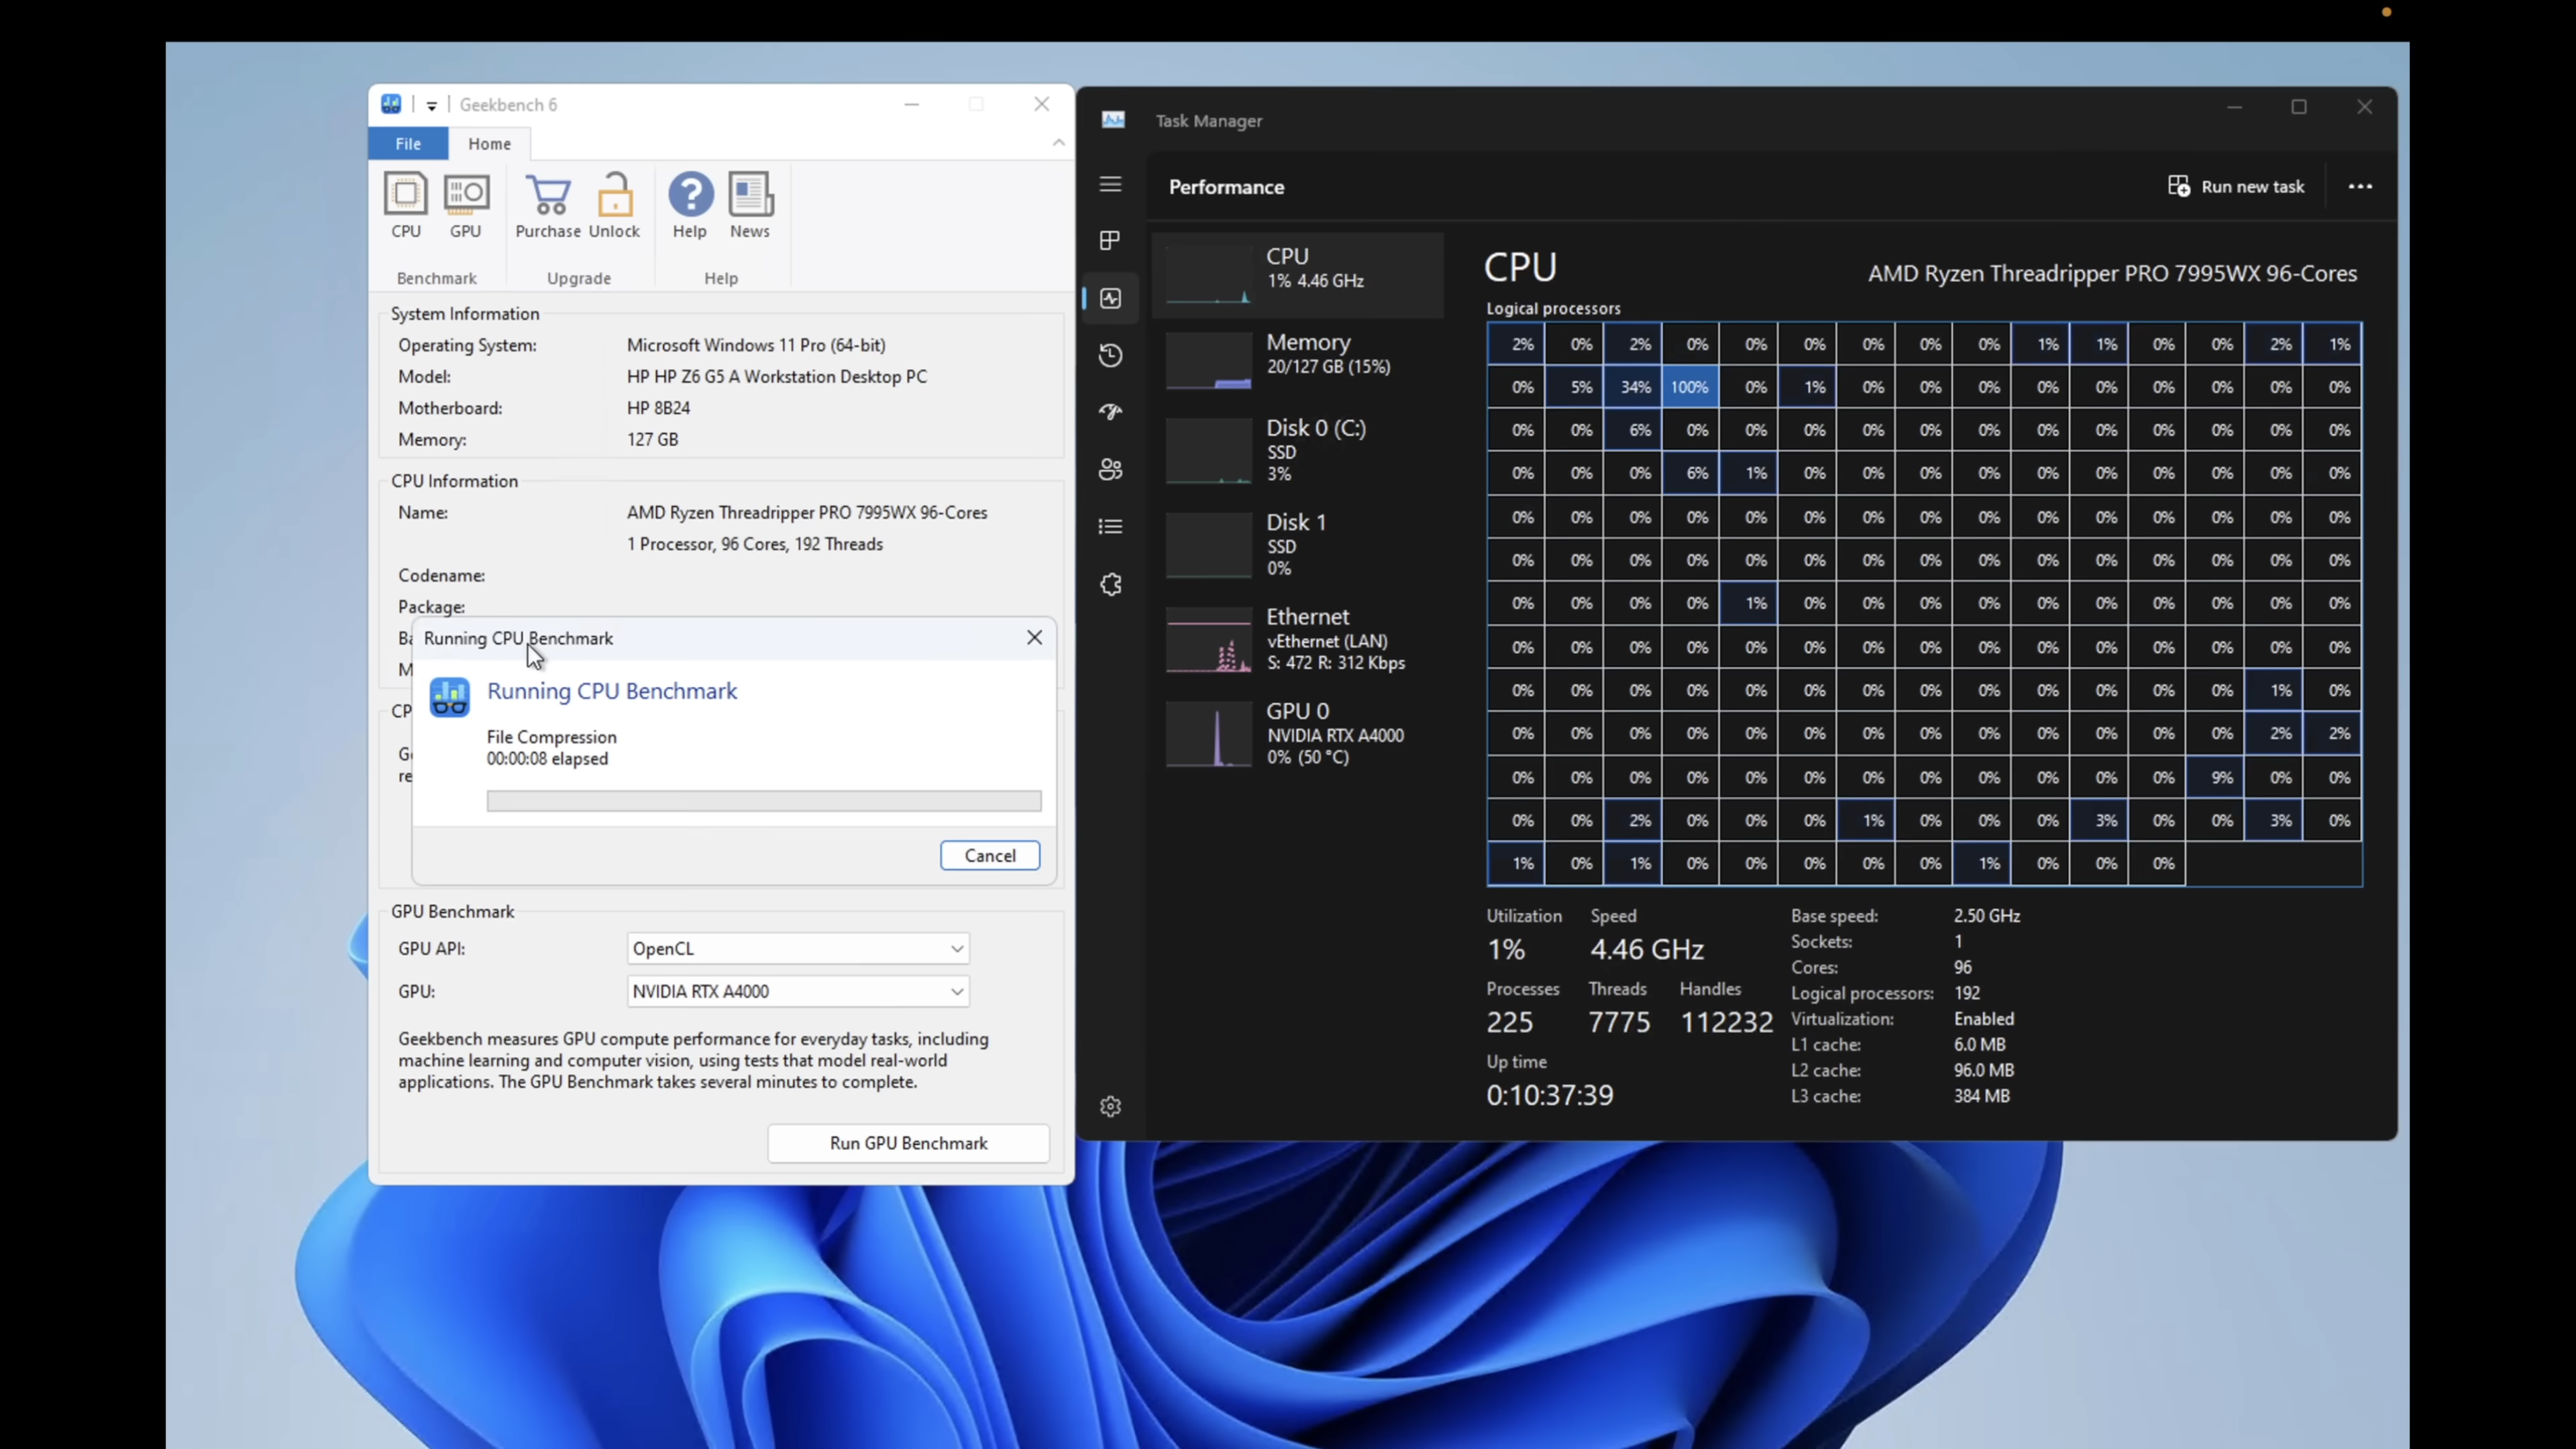 Geekbench 6
File
Home
CPU
GPU
Purchase
Unlock
Help
News
Benchmark
Upgrade
Help
System Information
Operating System: Microsoft Windows 11 Pro (64-bit)
Model: HP HP Z6 G5 A Workstation Desktop PC
Motherboard: HP 8B24
Memory: 127 GB
CPU Information
Name: AMD Ryzen Threadripper PRO 7995WX 96-Cores
1 Processor, 96 Cores, 192 Threads
Codename:
Package:
Ba
M
CP
Ge
re
Running CPU Benchmark
Running CPU Benchmark
File Compression
00:00:08 elapsed
Cancel
GPU Benchmark
GPU API: OpenCL
GPU: NVIDIA RTX A4000
Geekbench measures GPU compute performance for everyday tasks, including
machine learning and computer vision, using tests that model real-world
applications. The GPU Benchmark takes several minutes to complete.
Run GPU Benchmark
Task Manager
Performance
Run new task
CPU
1% 4.46 GHz
Memory
20/127 GB (15%)
Disk 0 (C:)
SSD
3%
Disk 1
SSD
0%
Ethernet
vEthernet (LAN)
S: 472 R: 312 Kbps
GPU 0
NVIDIA RTX A4000
0% (50 °C)
CPU
AMD Ryzen Threadripper PRO 7995WX 96-Cores
Logical processors
2% 0% 2% 0% 0% 0% 0% 0% 0% 1% 1% 0% 0% 2% 1%
0% 5% 34% 100% 0% 1% 0% 0% 0% 0% 0% 0% 0% 0% 0%
0% 0% 6% 0% 0% 0% 0% 0% 0% 0% 0% 0% 0% 0% 0%
0% 0% 0% 6% 1% 0% 0% 0% 0% 0% 0% 0% 0% 0% 0%
0% 0% 0% 0% 0% 0% 0% 0% 0% 0% 0% 0% 0% 0% 0%
0% 0% 0% 0% 0% 0% 0% 0% 0% 0% 0% 0% 0% 0% 0%
0% 0% 0% 0% 1% 0% 0% 0% 0% 0% 0% 0% 0% 0% 0%
0% 0% 0% 0% 0% 0% 0% 0% 0% 0% 0% 0% 0% 0% 0%
0% 0% 0% 0% 0% 0% 0% 0% 0% 0% 0% 0% 0% 1% 0%
0% 0% 0% 0% 0% 0% 0% 0% 0% 0% 0% 0% 0% 2% 2%
0% 0% 0% 0% 0% 0% 0% 0% 0% 0% 0% 0% 9% 0% 0%
0% 0% 2% 0% 0% 0% 1% 0% 0% 0% 3% 0% 0% 3% 0%
1% 0% 1% 0% 0% 0% 0% 0% 1% 0% 0% 0%
Utilization
1%
Speed
4.46 GHz
Processes
225
Threads
7775
Handles
112232
Up time
0:10:37:39
Base speed: 2.50 GHz
Sockets: 1
Cores: 96
Logical processors: 192
Virtualization: Enabled
L1 cache: 6.0 MB
L2 cache: 96.0 MB
L3 cache: 384 MB